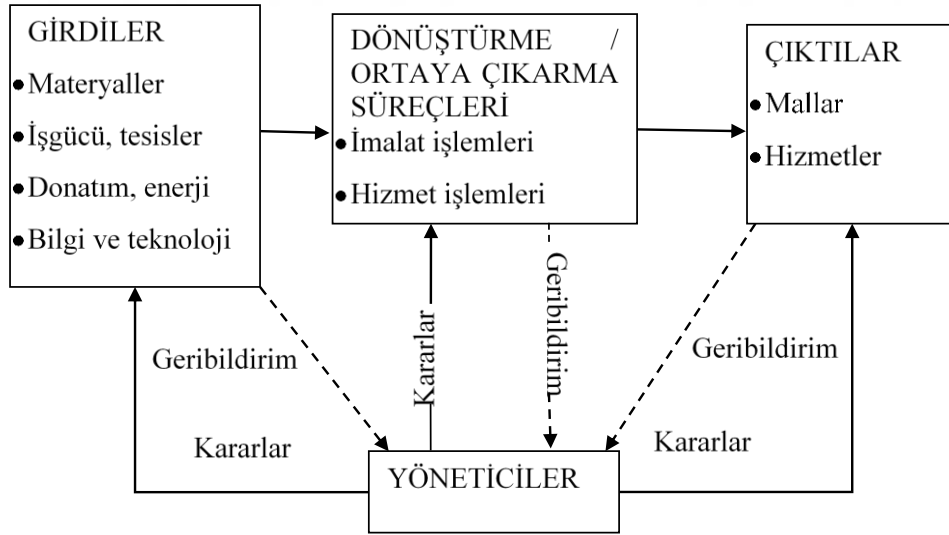 GİRDİLER
●Materyaller
●İşgücü, tesisler
●Donatım, enerji
●Bilgi ve teknoloji
DÖNÜŞTÜRME /
ORTAYA ÇIKARMA
SÜREÇLERİ
●İmalat işlemleri
●Hizmet işlemleri
ÇIKTILAR
● Mallar
● Hizmetler
Geribildirim
Kararlar
Kararlar
Geribildirim
Geribildirim
Kararlar
YÖNETİCİLER